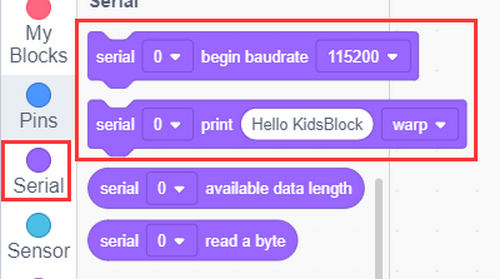 Serial
My
Blocks
Pins
Serial
Sensor
serial 0 begin baudrate 115200
serial 0 print Hello KidsBlock warp
serial 0 available data length
serial 0 read a byte